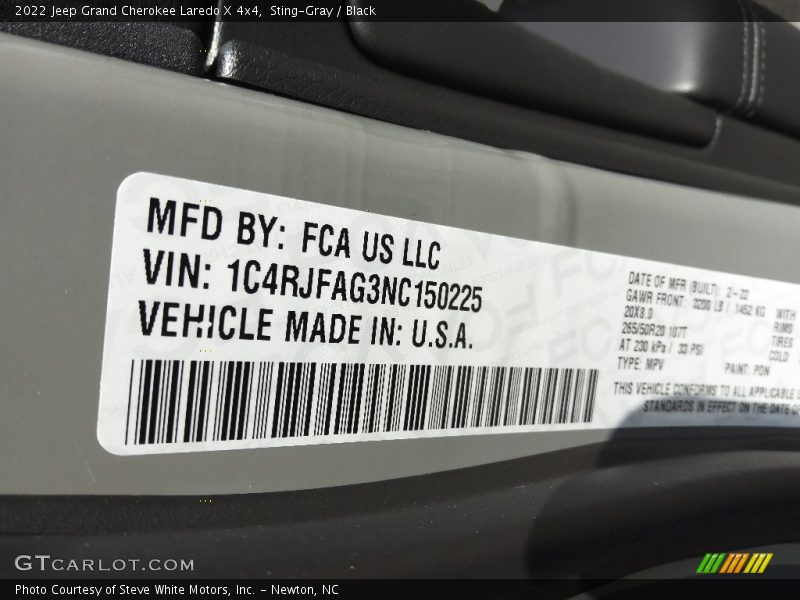 2022 Jeep Grand Cherokee Laredo X 4x4, Sting-Gray / Black
MFD BY: FCA US LLC
VIN: 1C4RJFAG3NC150225
VEHICLE MADE IN: U.S.A.
DATE OF MFR (BUILT): 2-22
GAWR FRONT: 3200 LB / 1452 KG WITH
20X8.0 RIMS
265/50R20 107T TIRES
AT 230 kPa / 33 PSI COLD
TYPE: MPV PAINT: PDN
THIS VEHICLE CONFORMS TO ALL APPLICABLE
STANDARDS IN EFFECT ON THE DATE OF
GTCARLOT.COM
Photo Courtesy of Steve White Motors, Inc. – Newton, NC